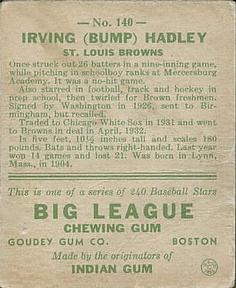 — No. 140 —
IRVING (BUMP) HADLEY
ST. LOUIS BROWNS
Once struck out 26 batters in a nine-inning game,
while pitching in schoolboy ranks at Mercersburg
Academy. It was a no-hit game.
Also starred in football, track and hockey in
prep school, then twirled for Brown freshmen.
Signed by Washington in 1926, sent to Bir-
mingham, but recalled.
Traded to Chicago White Sox in 1931 and went
to Browns in deal in April, 1932.
Is five feet, 10½ inches tall and scales 180
pounds. Bats and throws right-handed. Last year
won 14 games and lost 21. Was born in Lynn,
Mass., in 1904.
This is one of a series of 240 Baseball Stars
BIG LEAGUE
CHEWING GUM
GOUDEY GUM CO. BOSTON
Made by the originators of
INDIAN GUM